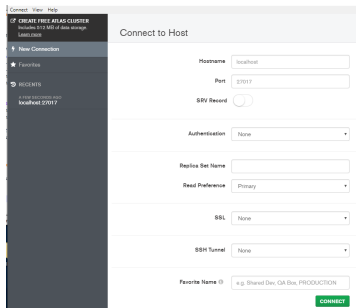 Connect View Help
CREATE FREE ATLAS CLUSTER
Includes 512 MB of data storage.
Learn more
New Connection
Favorites
RECENTS
A FEW SECONDS AGO
localhost:27017
Connect to Host
Hostname localhost
Port 27017
SRV Record
Authentication None
Replica Set Name
Read Preference Primary
SSL None
SSH Tunnel None
Favorite Name e.g. Shared Dev, QA Box, PRODUCTION
CONNECT